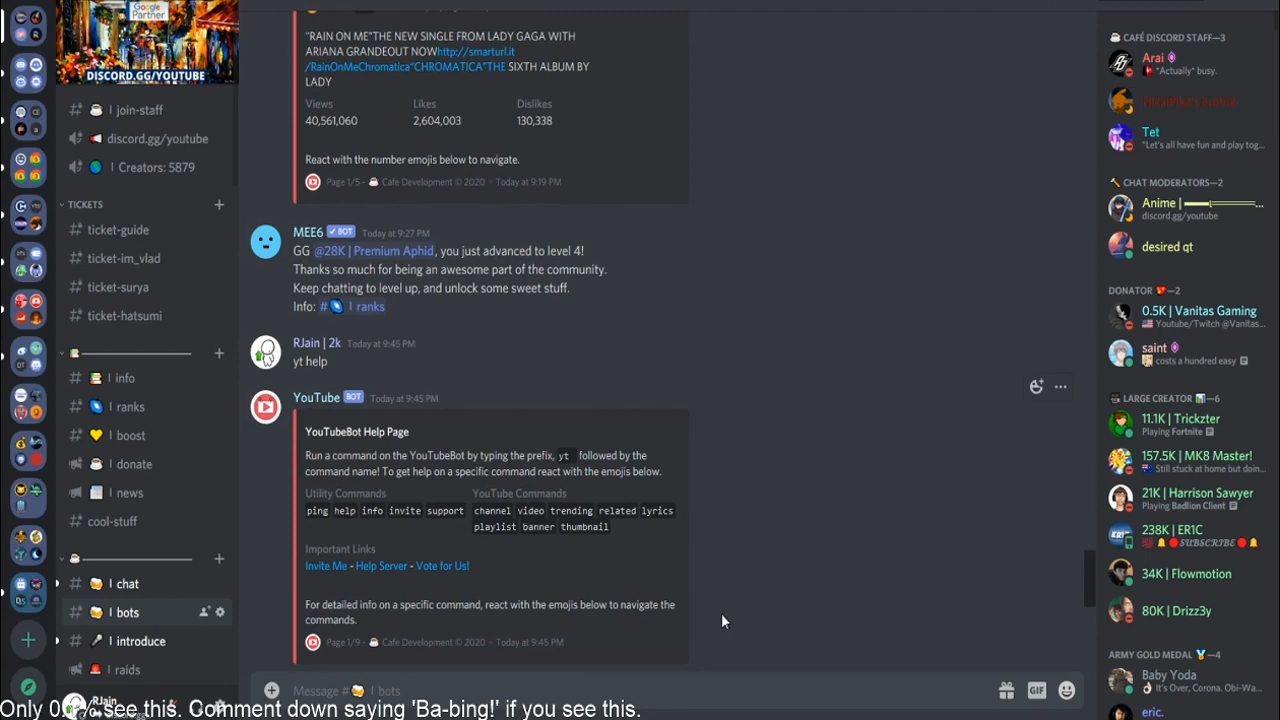 Google
Partner
DISCORD.GG/YOUTUBE
join-staff
discord.gg/youtube
Creators: 5879
TICKETS
ticket-guide
ticket-im_vlad
ticket-surya
ticket-hatsumi
info
ranks
boost
donate
news
cool-stuff
chat
bots
introduce
raids
RJain
"RAIN ON ME"THE NEW SINGLE FROM LADY GAGA WITH
ARIANA GRANDEOUT NOWhttp://smarturl.it
/RainOnMeChromatica"CHROMATICA"THE SIXTH ALBUM BY
LADY
Views Likes Dislikes
40,561,060 2,604,003 130,338
React with the number emojis below to navigate.
Page 1/5 - ☕ Cafe Development © 2020 • Today at 9:19 PM
MEE6 ✓ BOT Today at 9:27 PM
GG @28K | Premium Aphid, you just advanced to level 4!
Thanks so much for being an awesome part of the community.
Keep chatting to level up, and unlock some sweet stuff.
Info: # | ranks
RJain | 2k Today at 9:45 PM
yt help
YouTube BOT Today at 9:45 PM
YouTubeBot Help Page
Run a command on the YouTubeBot by typing the prefix, yt followed by the
command name! To get help on a specific command react with the emojis below.
Utility Commands YouTube Commands
ping help info invite support channel video trending related lyrics
playlist banner thumbnail
Important Links
Invite Me - Help Server - Vote for Us!
For detailed info on a specific command, react with the emojis below to navigate the
commands.
Page 1/9 - ☕ Cafe Development © 2020 • Today at 9:45 PM
Message # | bots
GIF
CAFÉ DISCORD STAFF—3
Arai
"Actually" busy.
Tet
"Let's all have fun and play tog...
CHAT MODERATORS—2
Anime |
discord.gg/youtube
desired qt
DONATOR —2
0.5K | Vanitas Gaming
Youtube/Twitch @Vanitas...
saint
costs a hundred easy
LARGE CREATOR —6
11.1K | Trickzter
Playing Fortnite
157.5K | MK8 Master!
Still stuck at home but doin...
21K | Harrison Sawyer
Playing Badlion Client
238K | ER1C
SUBSCRIBE
34K | Flowmotion
80K | Drizz3y
ARMY GOLD MEDAL —4
Baby Yoda
It's Over, Corona. Obi-Wa...
eric.
Only See this. Comment down saying 'Ba-bing!' if you see this.